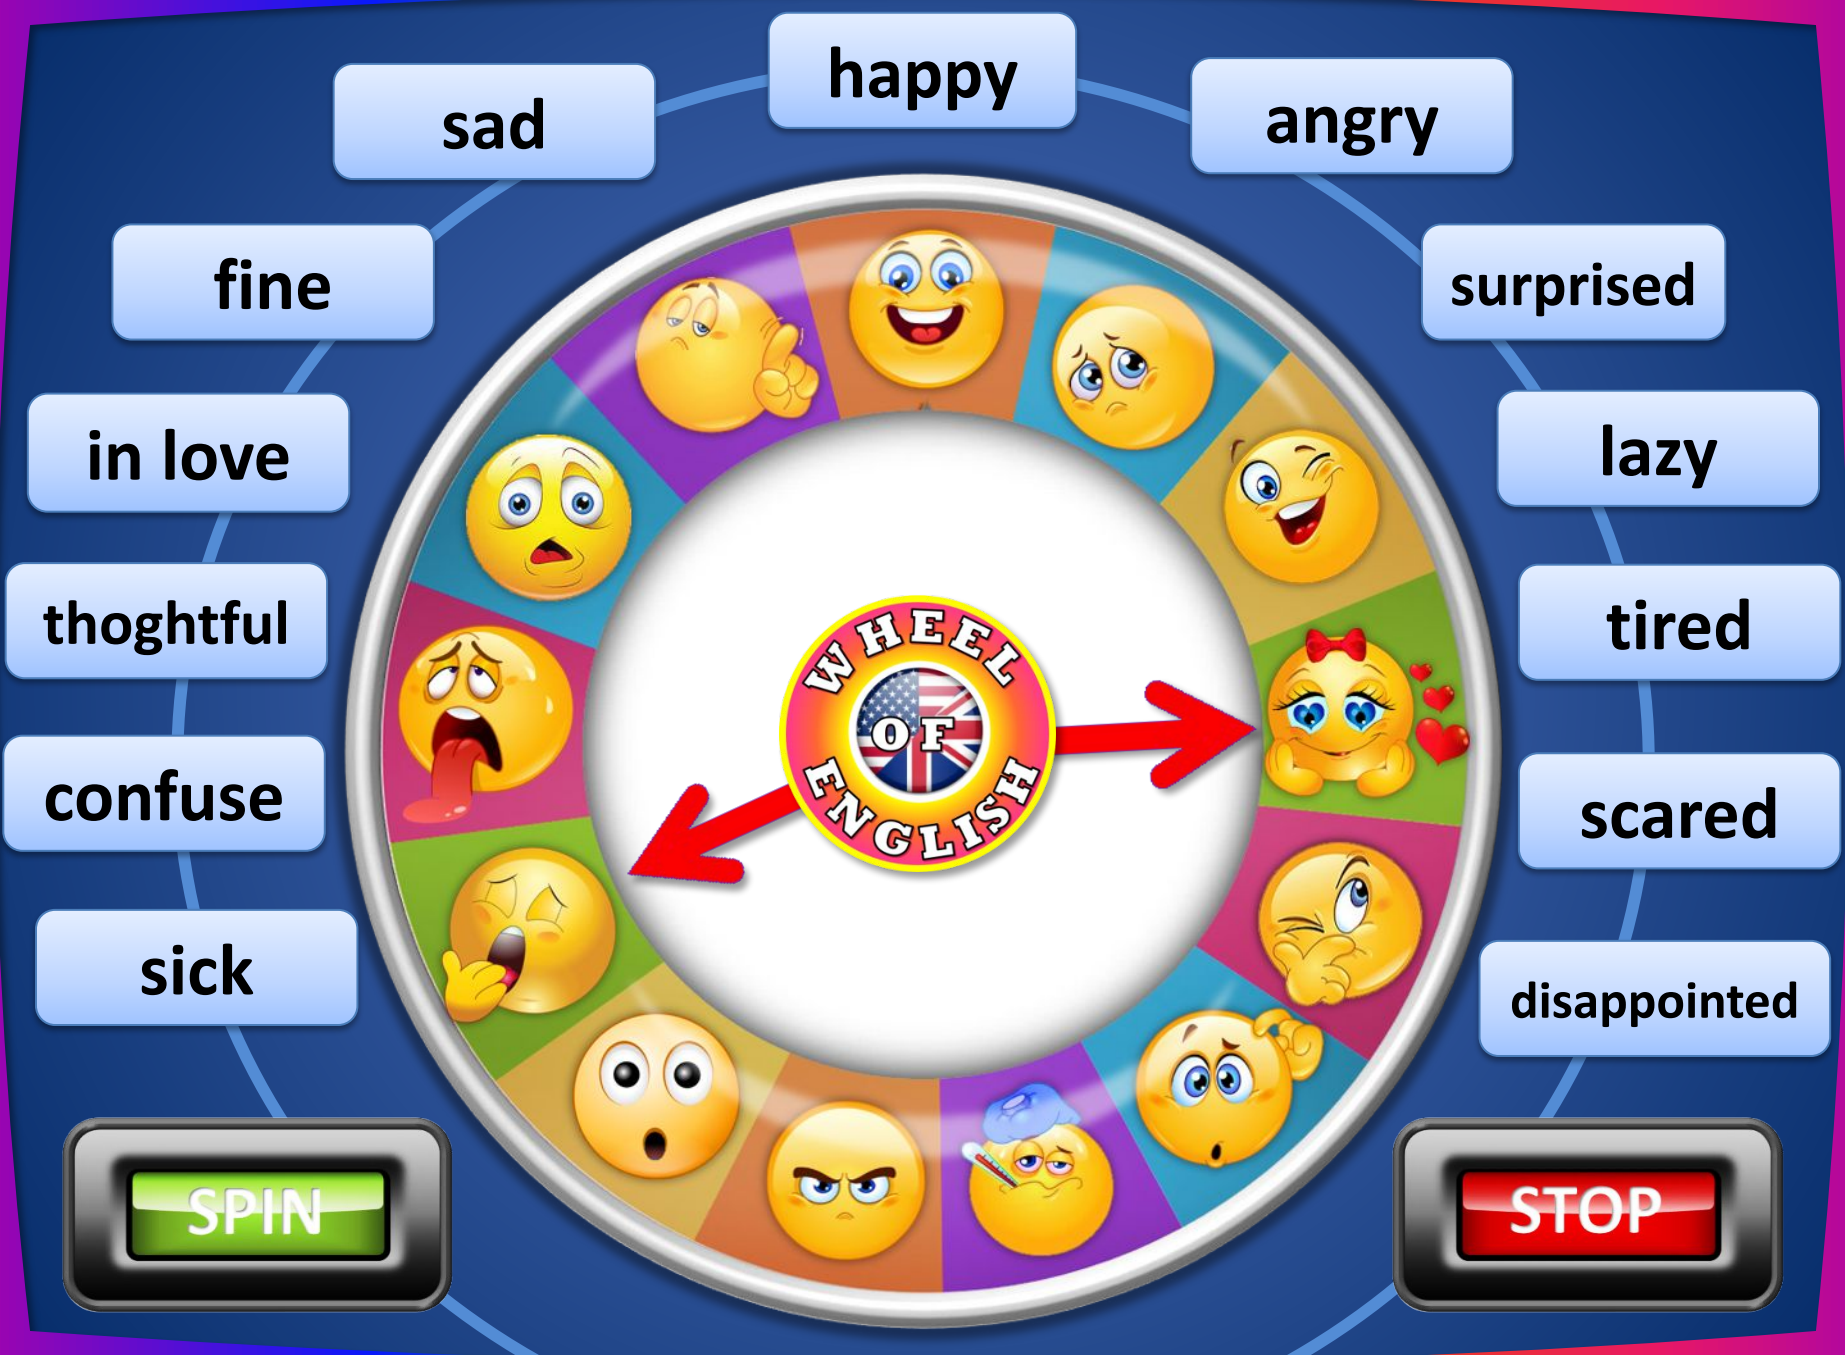 happy
sad
angry
fine
surprised
in love
lazy
thoghtful
tired
confuse
scared
sick
disappointed
WHEEL
OF
ENGLISH
SPIN
STOP